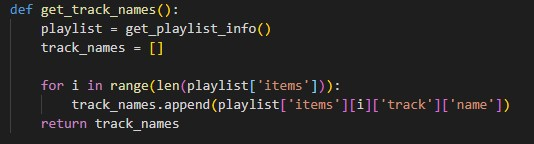 def get_track_names():
    playlist = get_playlist_info()
    track_names = []

    for i in range(len(playlist['items'])):
        track_names.append(playlist['items'][i]['track']['name'])
    return track_names